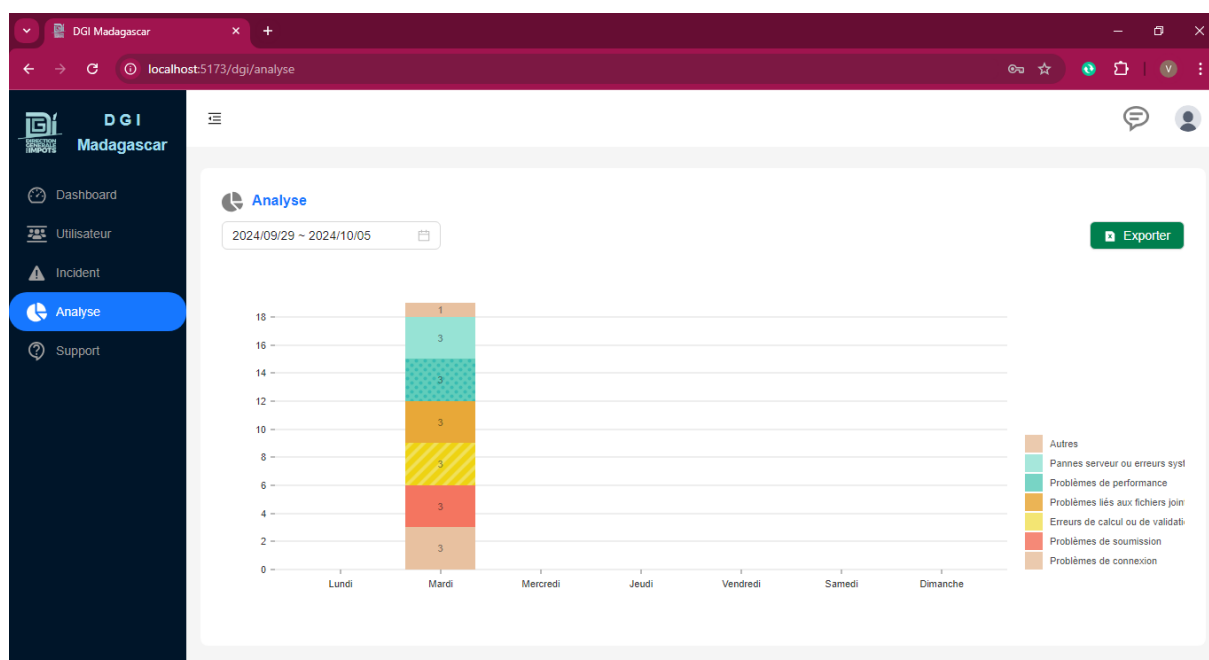 DGI Madagascar
localhost:5173/dgi/analyse
V
DIRECTION
GENERALE
IMPOTS
D G I
Madagascar
Dashboard
Utilisateur
Incident
Analyse
Support
Analyse
2024/09/29 ~ 2024/10/05
Exporter
18
16
14
12
10
8
6
4
2
0
1
3
3
3
3
3
3
Lundi
Mardi
Mercredi
Jeudi
Vendredi
Samedi
Dimanche
Autres
Pannes serveur ou erreurs syst
Problèmes de performance
Problèmes liés aux fichiers join
Erreurs de calcul ou de validati
Problèmes de soumission
Problèmes de connexion